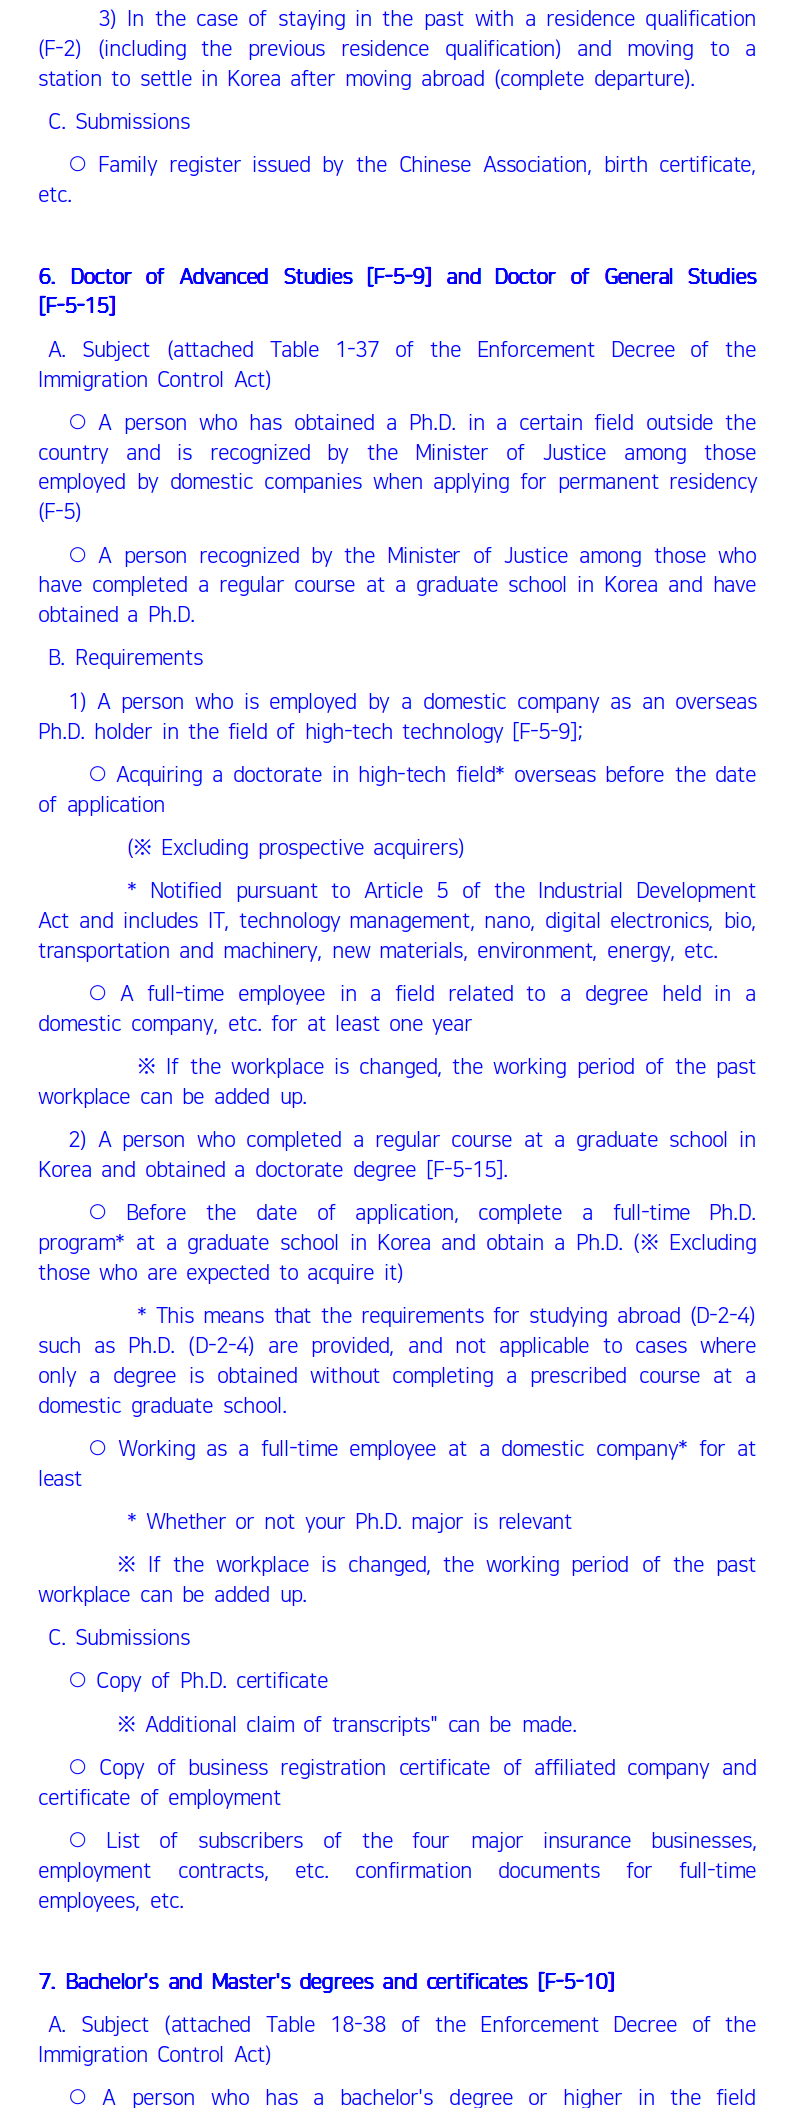 3) In the case of staying in the past with a residence qualification
(F-2) (including the previous residence qualification) and moving to a
station to settle in Korea after moving abroad (complete departure).
C. Submissions
○ Family register issued by the Chinese Association, birth certificate,
etc.
6. Doctor of Advanced Studies [F-5-9] and Doctor of General Studies
[F-5-15]
A. Subject (attached Table 1-37 of the Enforcement Decree of the
Immigration Control Act)
○ A person who has obtained a Ph.D. in a certain field outside the
country and is recognized by the Minister of Justice among those
employed by domestic companies when applying for permanent residency
(F-5)
○ A person recognized by the Minister of Justice among those who
have completed a regular course at a graduate school in Korea and have
obtained a Ph.D.
B. Requirements
1) A person who is employed by a domestic company as an overseas
Ph.D. holder in the field of high-tech technology [F-5-9];
○ Acquiring a doctorate in high-tech field* overseas before the date
of application
(※ Excluding prospective acquirers)
* Notified pursuant to Article 5 of the Industrial Development
Act and includes IT, technology management, nano, digital electronics, bio,
transportation and machinery, new materials, environment, energy, etc.
○ A full-time employee in a field related to a degree held in a
domestic company, etc. for at least one year
※ If the workplace is changed, the working period of the past
workplace can be added up.
2) A person who completed a regular course at a graduate school in
Korea and obtained a doctorate degree [F-5-15].
○ Before the date of application, complete a full-time Ph.D.
program* at a graduate school in Korea and obtain a Ph.D. (※ Excluding
those who are expected to acquire it)
* This means that the requirements for studying abroad (D-2-4)
such as Ph.D. (D-2-4) are provided, and not applicable to cases where
only a degree is obtained without completing a prescribed course at a
domestic graduate school.
○ Working as a full-time employee at a domestic company* for at
least
* Whether or not your Ph.D. major is relevant
※ If the workplace is changed, the working period of the past
workplace can be added up.
C. Submissions
○ Copy of Ph.D. certificate
※ Additional claim of transcripts" can be made.
○ Copy of business registration certificate of affiliated company and
certificate of employment
○ List of subscribers of the four major insurance businesses,
employment contracts, etc. confirmation documents for full-time
employees, etc.
7. Bachelor's and Master's degrees and certificates [F-5-10]
A. Subject (attached Table 18-38 of the Enforcement Decree of the
Immigration Control Act)
○ A person who has a bachelor's degree or higher in the field